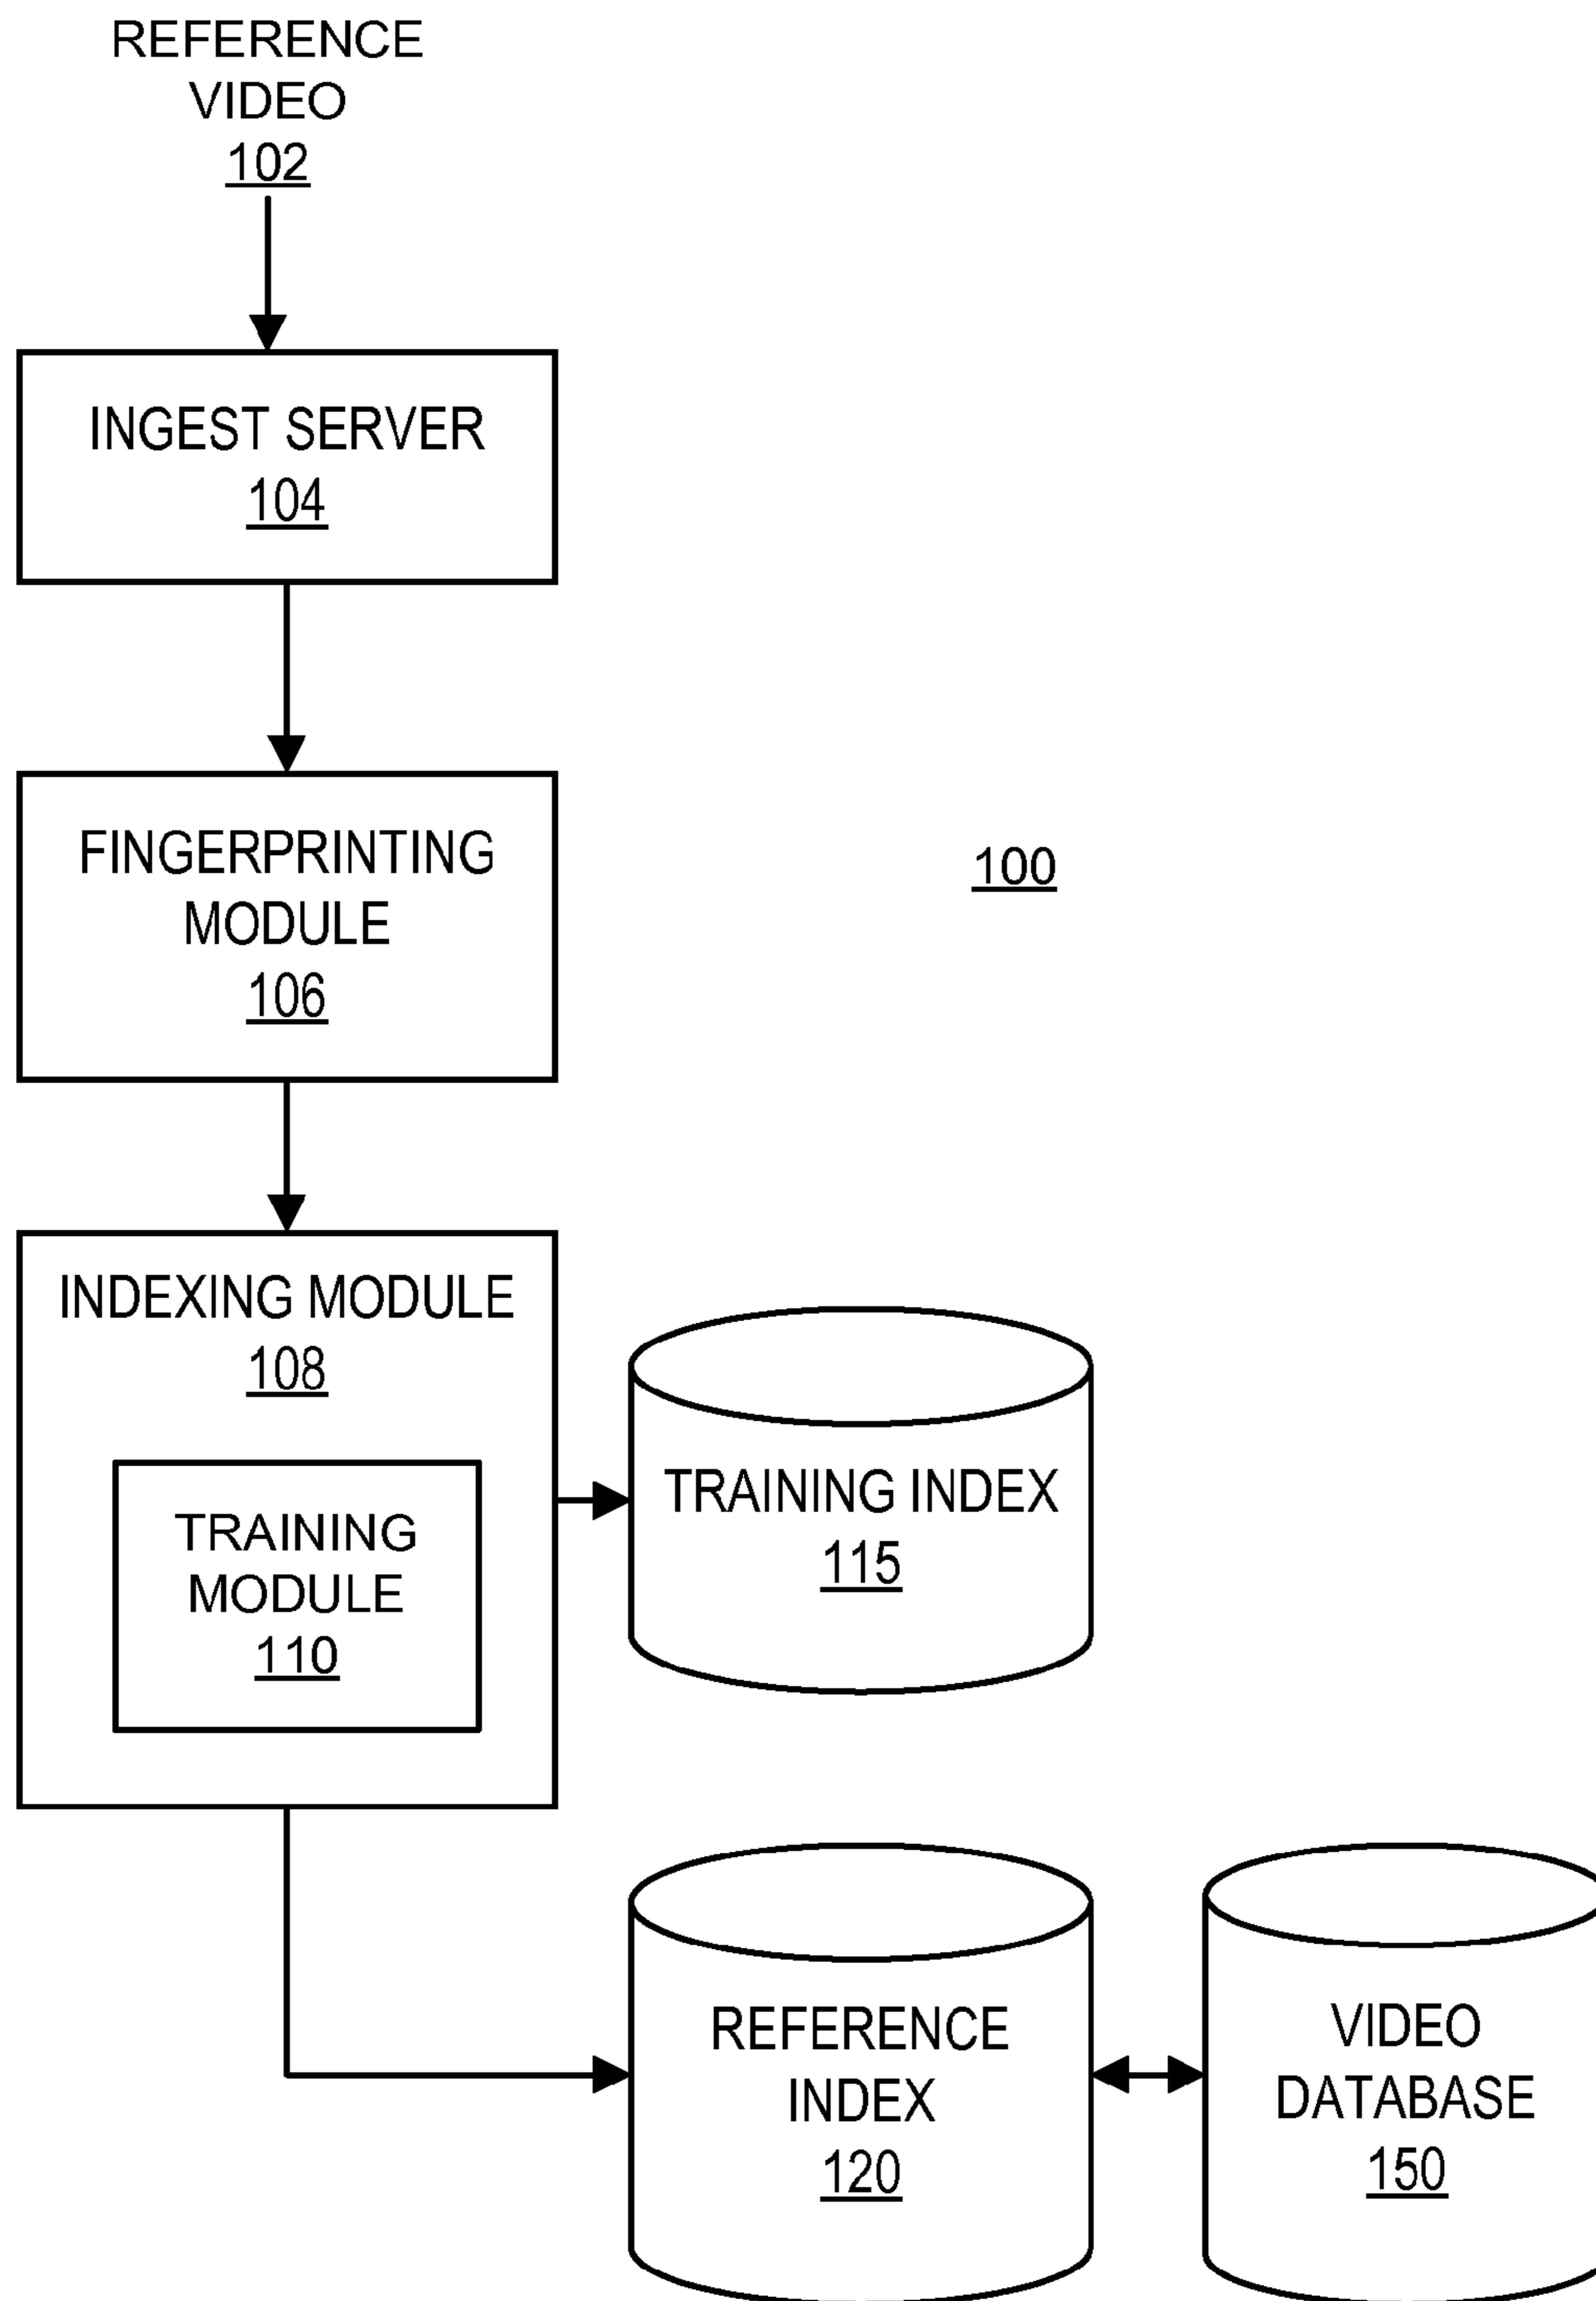 REFERENCE
VIDEO
102
INGEST SERVER
104
FINGERPRINTING
MODULE
106
100
INDEXING MODULE
108
TRAINING
MODULE
110
TRAINING INDEX
115
REFERENCE
INDEX
120
VIDEO
DATABASE
150